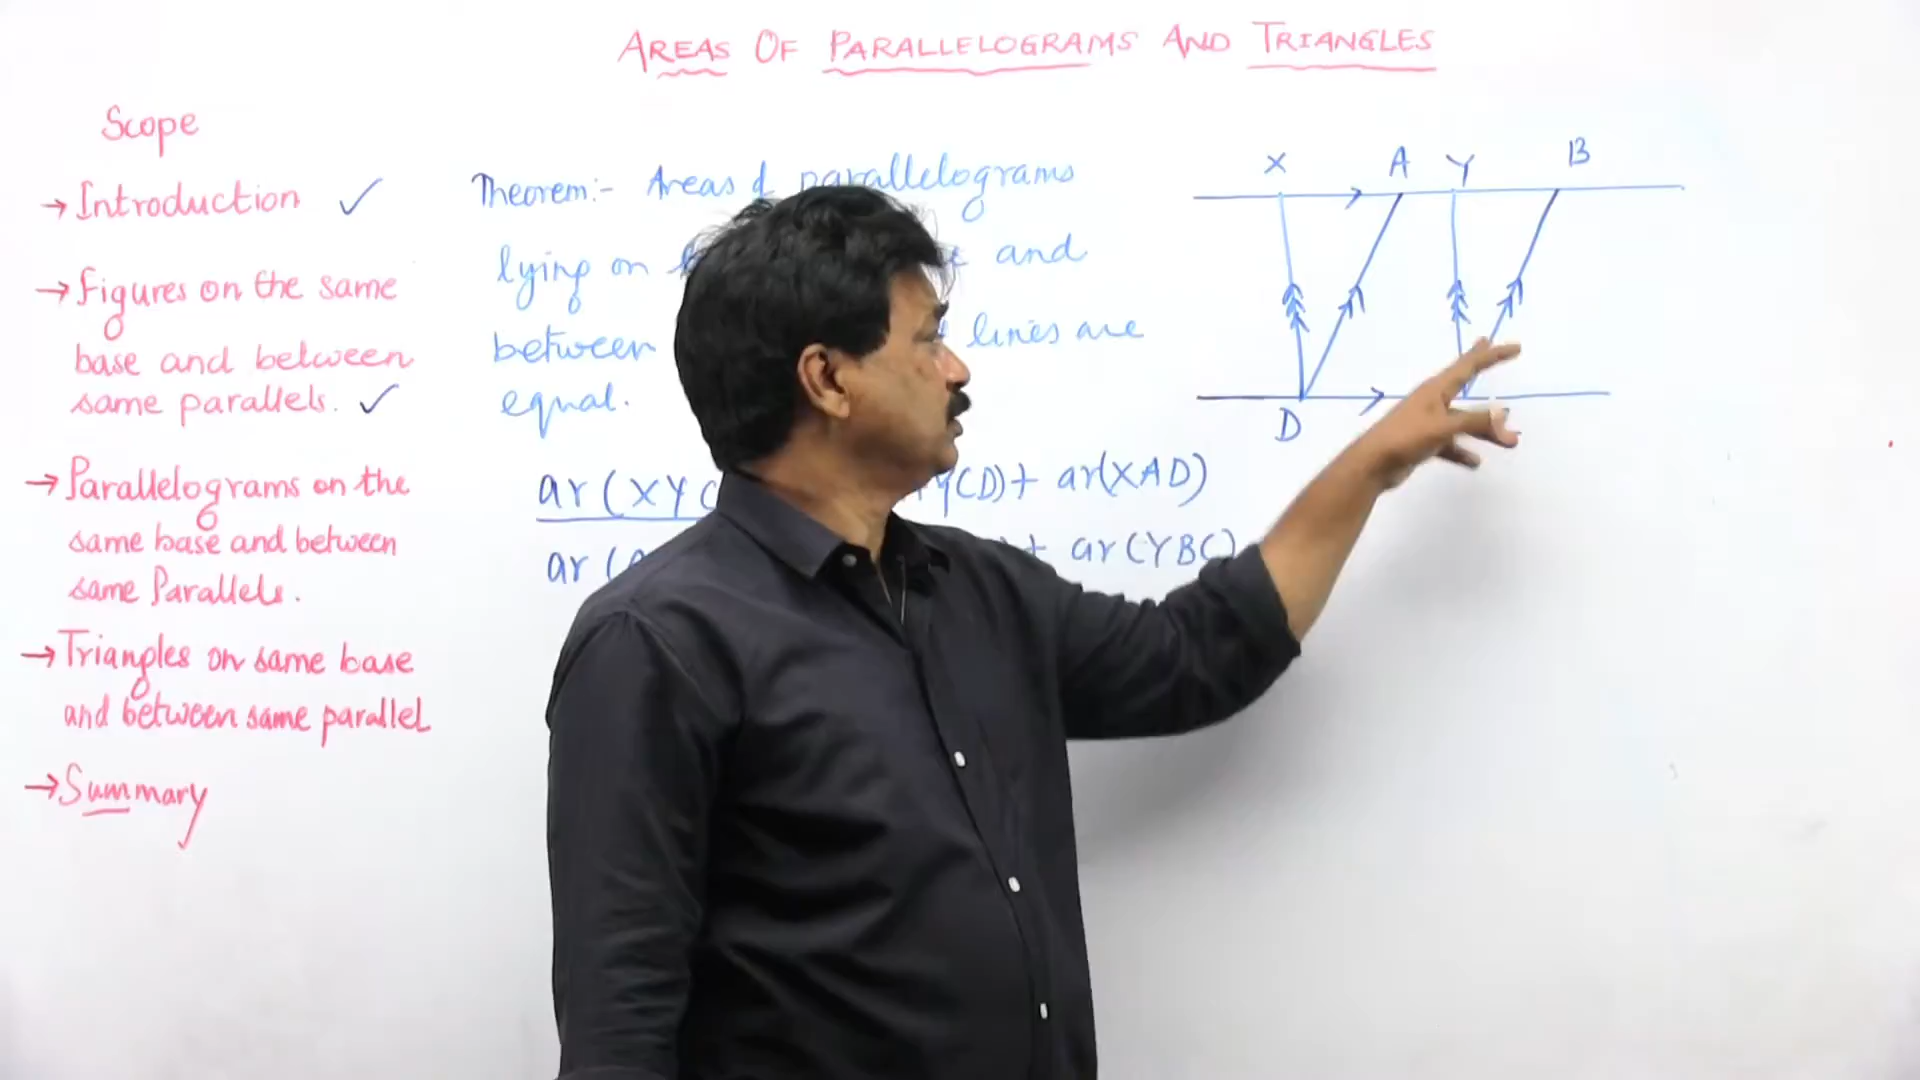 AREAS OF PARALLELOGRAMS AND TRIANGLES
Scope
→ Introduction ✓
→ Figures on the same
base and between
same parallels. ✓
→ Parallelograms on the
same base and between
same Parallels.
→ Triangles on same base
and between same parallel
→ Summary
Theorem:- Areas of parallelograms
lying on and
between lines are
equal.
ar (XYC YCD)+ ar(XAD)
ar ( )+ ar (YBC)
X A Y B
D